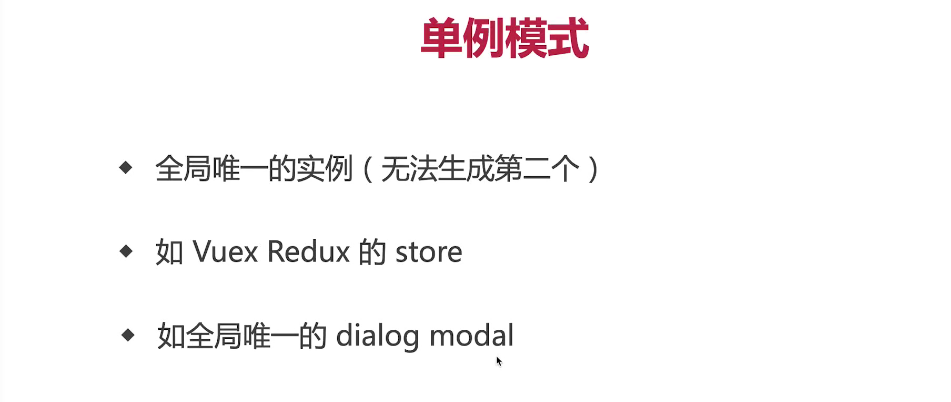 单例模式
全局唯一的实例（无法生成第二个）
如 Vuex Redux 的 store
如全局唯一的 dialog modal